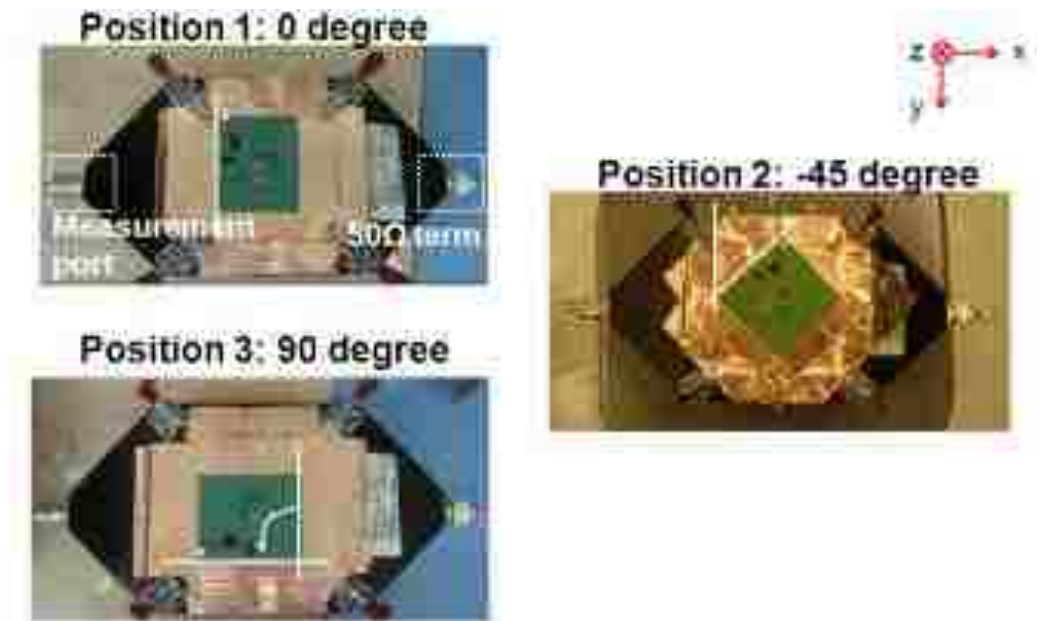 Position 1: 0 degree
z x
y
Measurement
port
50Ω term
Position 2: -45 degree
Position 3: 90 degree